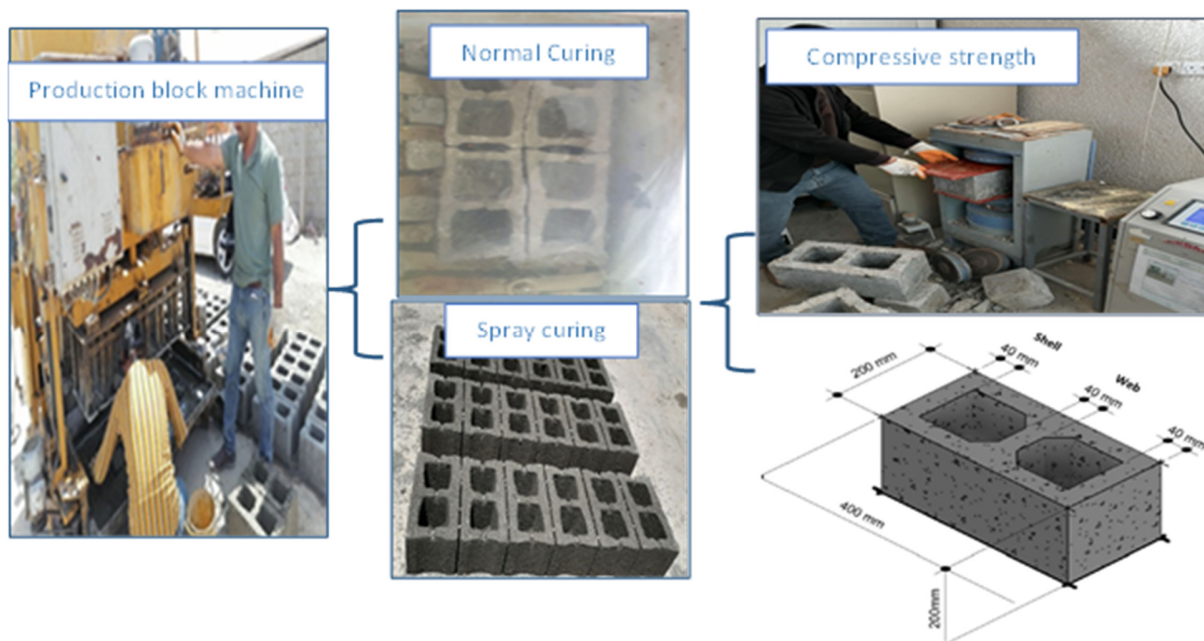 Production block machine
Normal Curing
Spray curing
Compressive strength
Shell
200 mm
40 mm
Web
40 mm
40 mm
400 mm
200mm